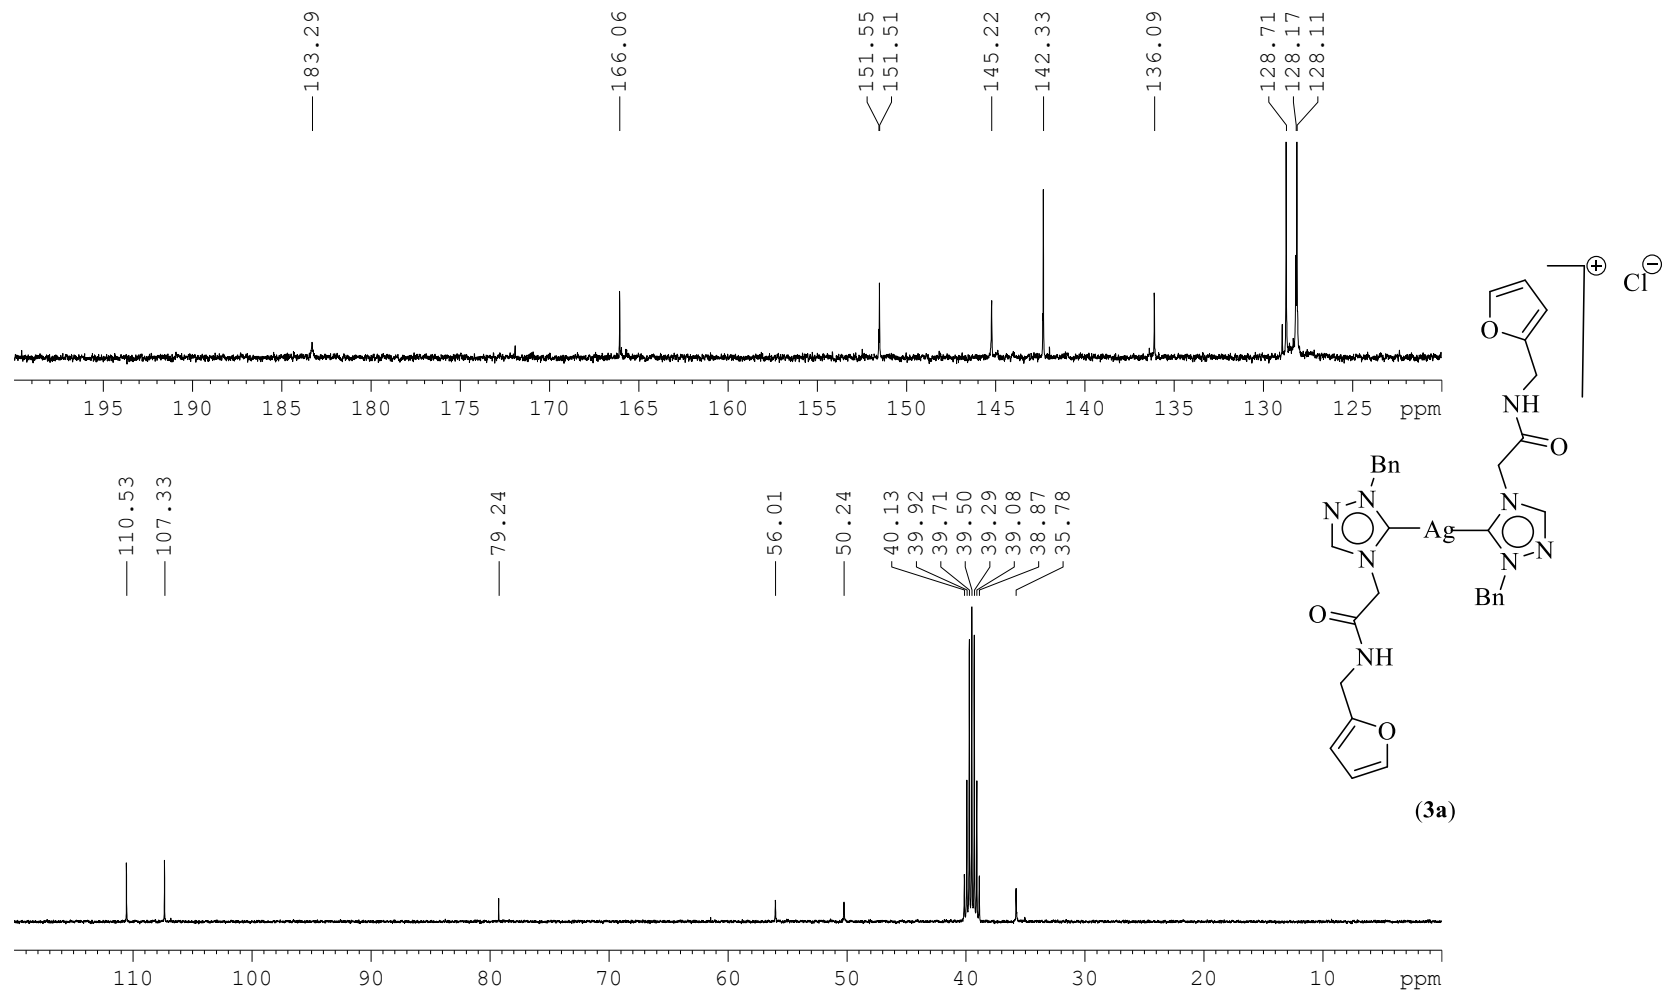 183.29
166.06
151.55
151.51
145.22
142.33
136.09
128.71
128.17
128.11
195 190 185 180 175 170 165 160 155 150 145 140 135 130 125 ppm
110.53
107.33
79.24
56.01
50.24
40.13
39.92
39.71
39.50
39.29
39.08
38.87
35.78
110 100 90 80 70 60 50 40 30 20 10 ppm
⊕ Cl⊖
O
NH
O
Bn
N N N
Ag
N N N
Bn
O
NH
O
(3a)